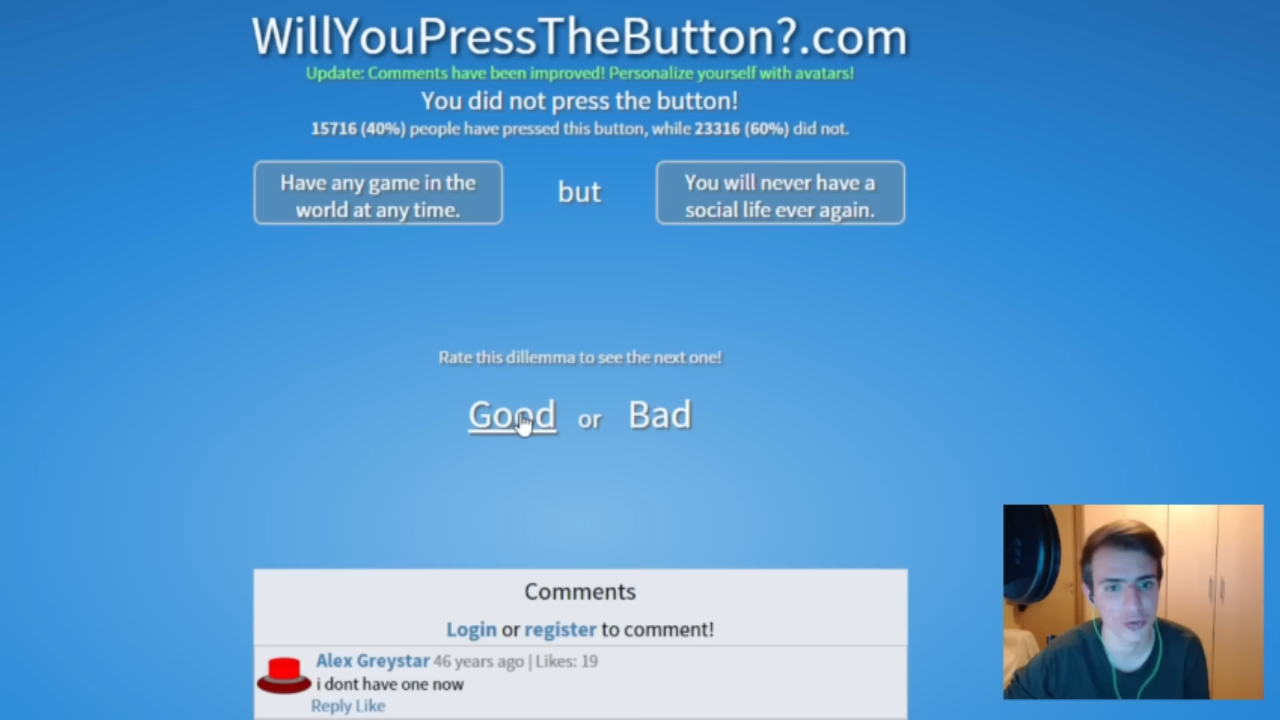 WillYouPressTheButton?.com
Update: Comments have been improved! Personalize yourself with avatars!
You did not press the button!
15716 (40%) people have pressed this button, while 23316 (60%) did not.
Have any game in the
world at any time.
but
You will never have a
social life ever again.
Rate this dillemma to see the next one!
Good or Bad
Comments
Login or register to comment!
Alex Greystar 46 years ago | Likes: 19
i dont have one now
Reply Like